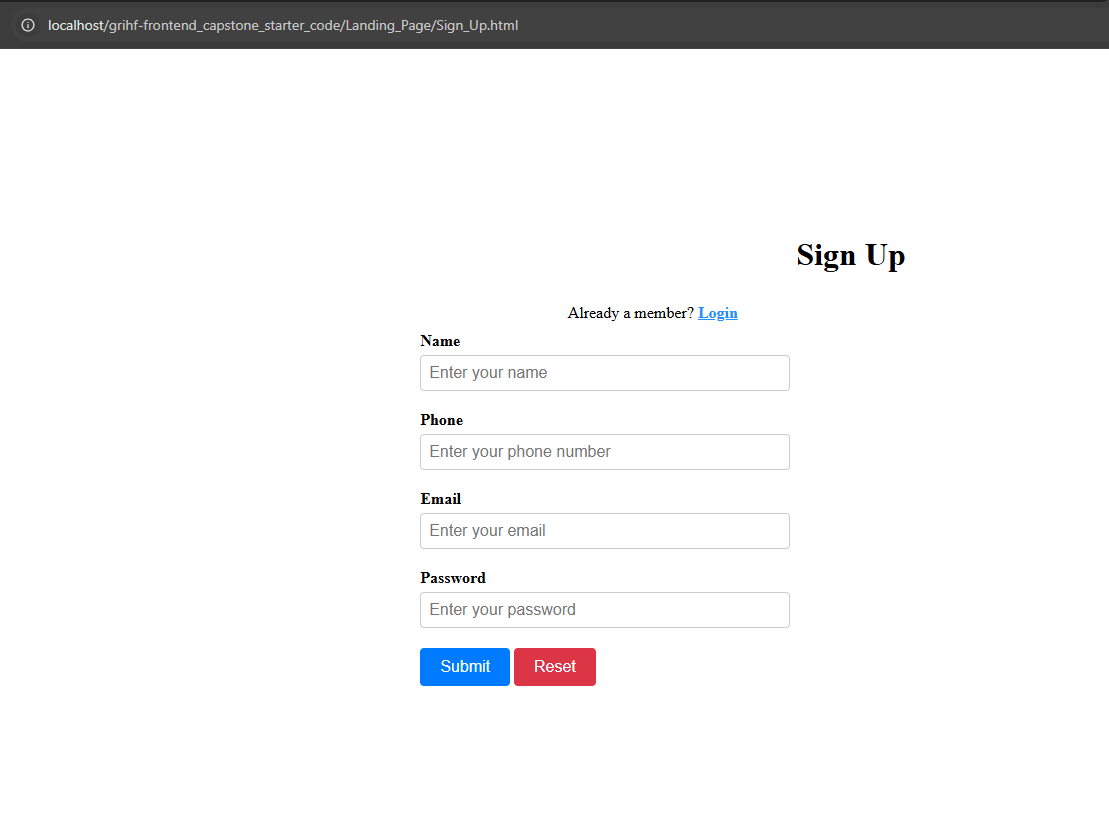 localhost/grihf-frontend_capstone_starter_code/Landing_Page/Sign_Up.html
Sign Up
Already a member? Login
Name
Enter your name
Phone
Enter your phone number
Email
Enter your email
Password
Enter your password
Submit Reset